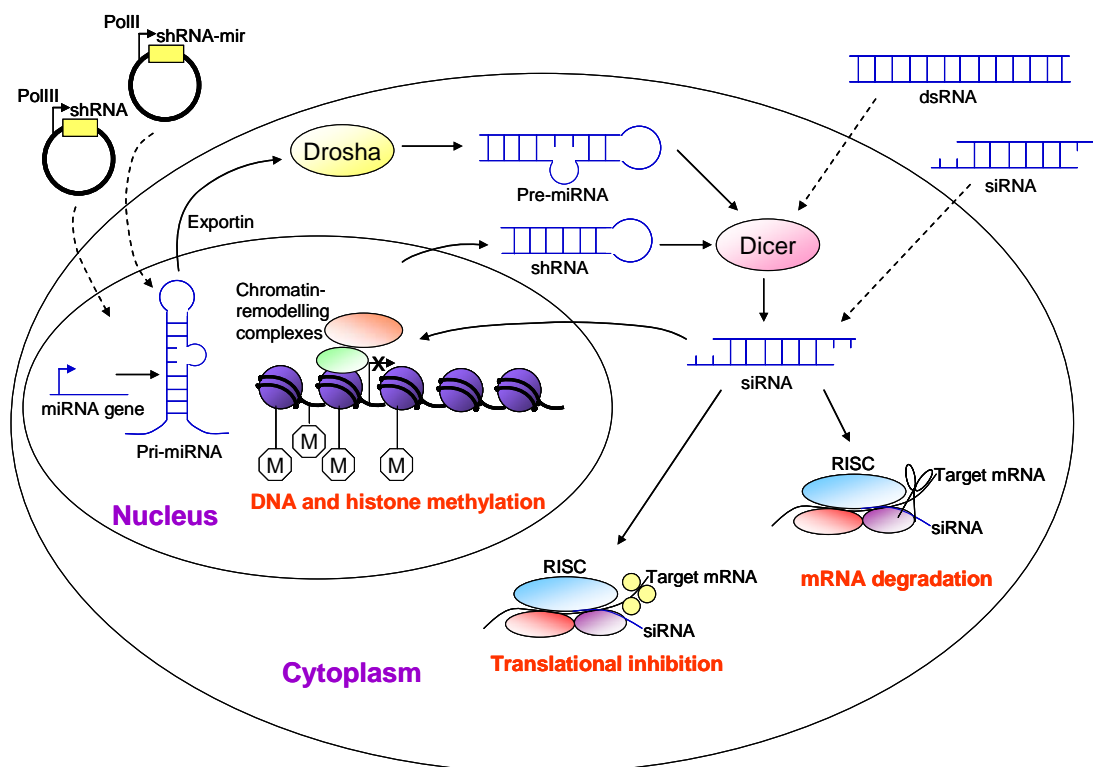 PolII
shRNA-mir
PolIII
shRNA
dsRNA
siRNA
Drosha
Pre-miRNA
Exportin
shRNA
Dicer
Chromatin-
remodelling
complexes
X
siRNA
miRNA gene
Pri-miRNA
M
M
M
M
DNA and histone methylation
Nucleus
RISC
Target mRNA
siRNA
mRNA degradation
RISC
Target mRNA
siRNA
Translational inhibition
Cytoplasm